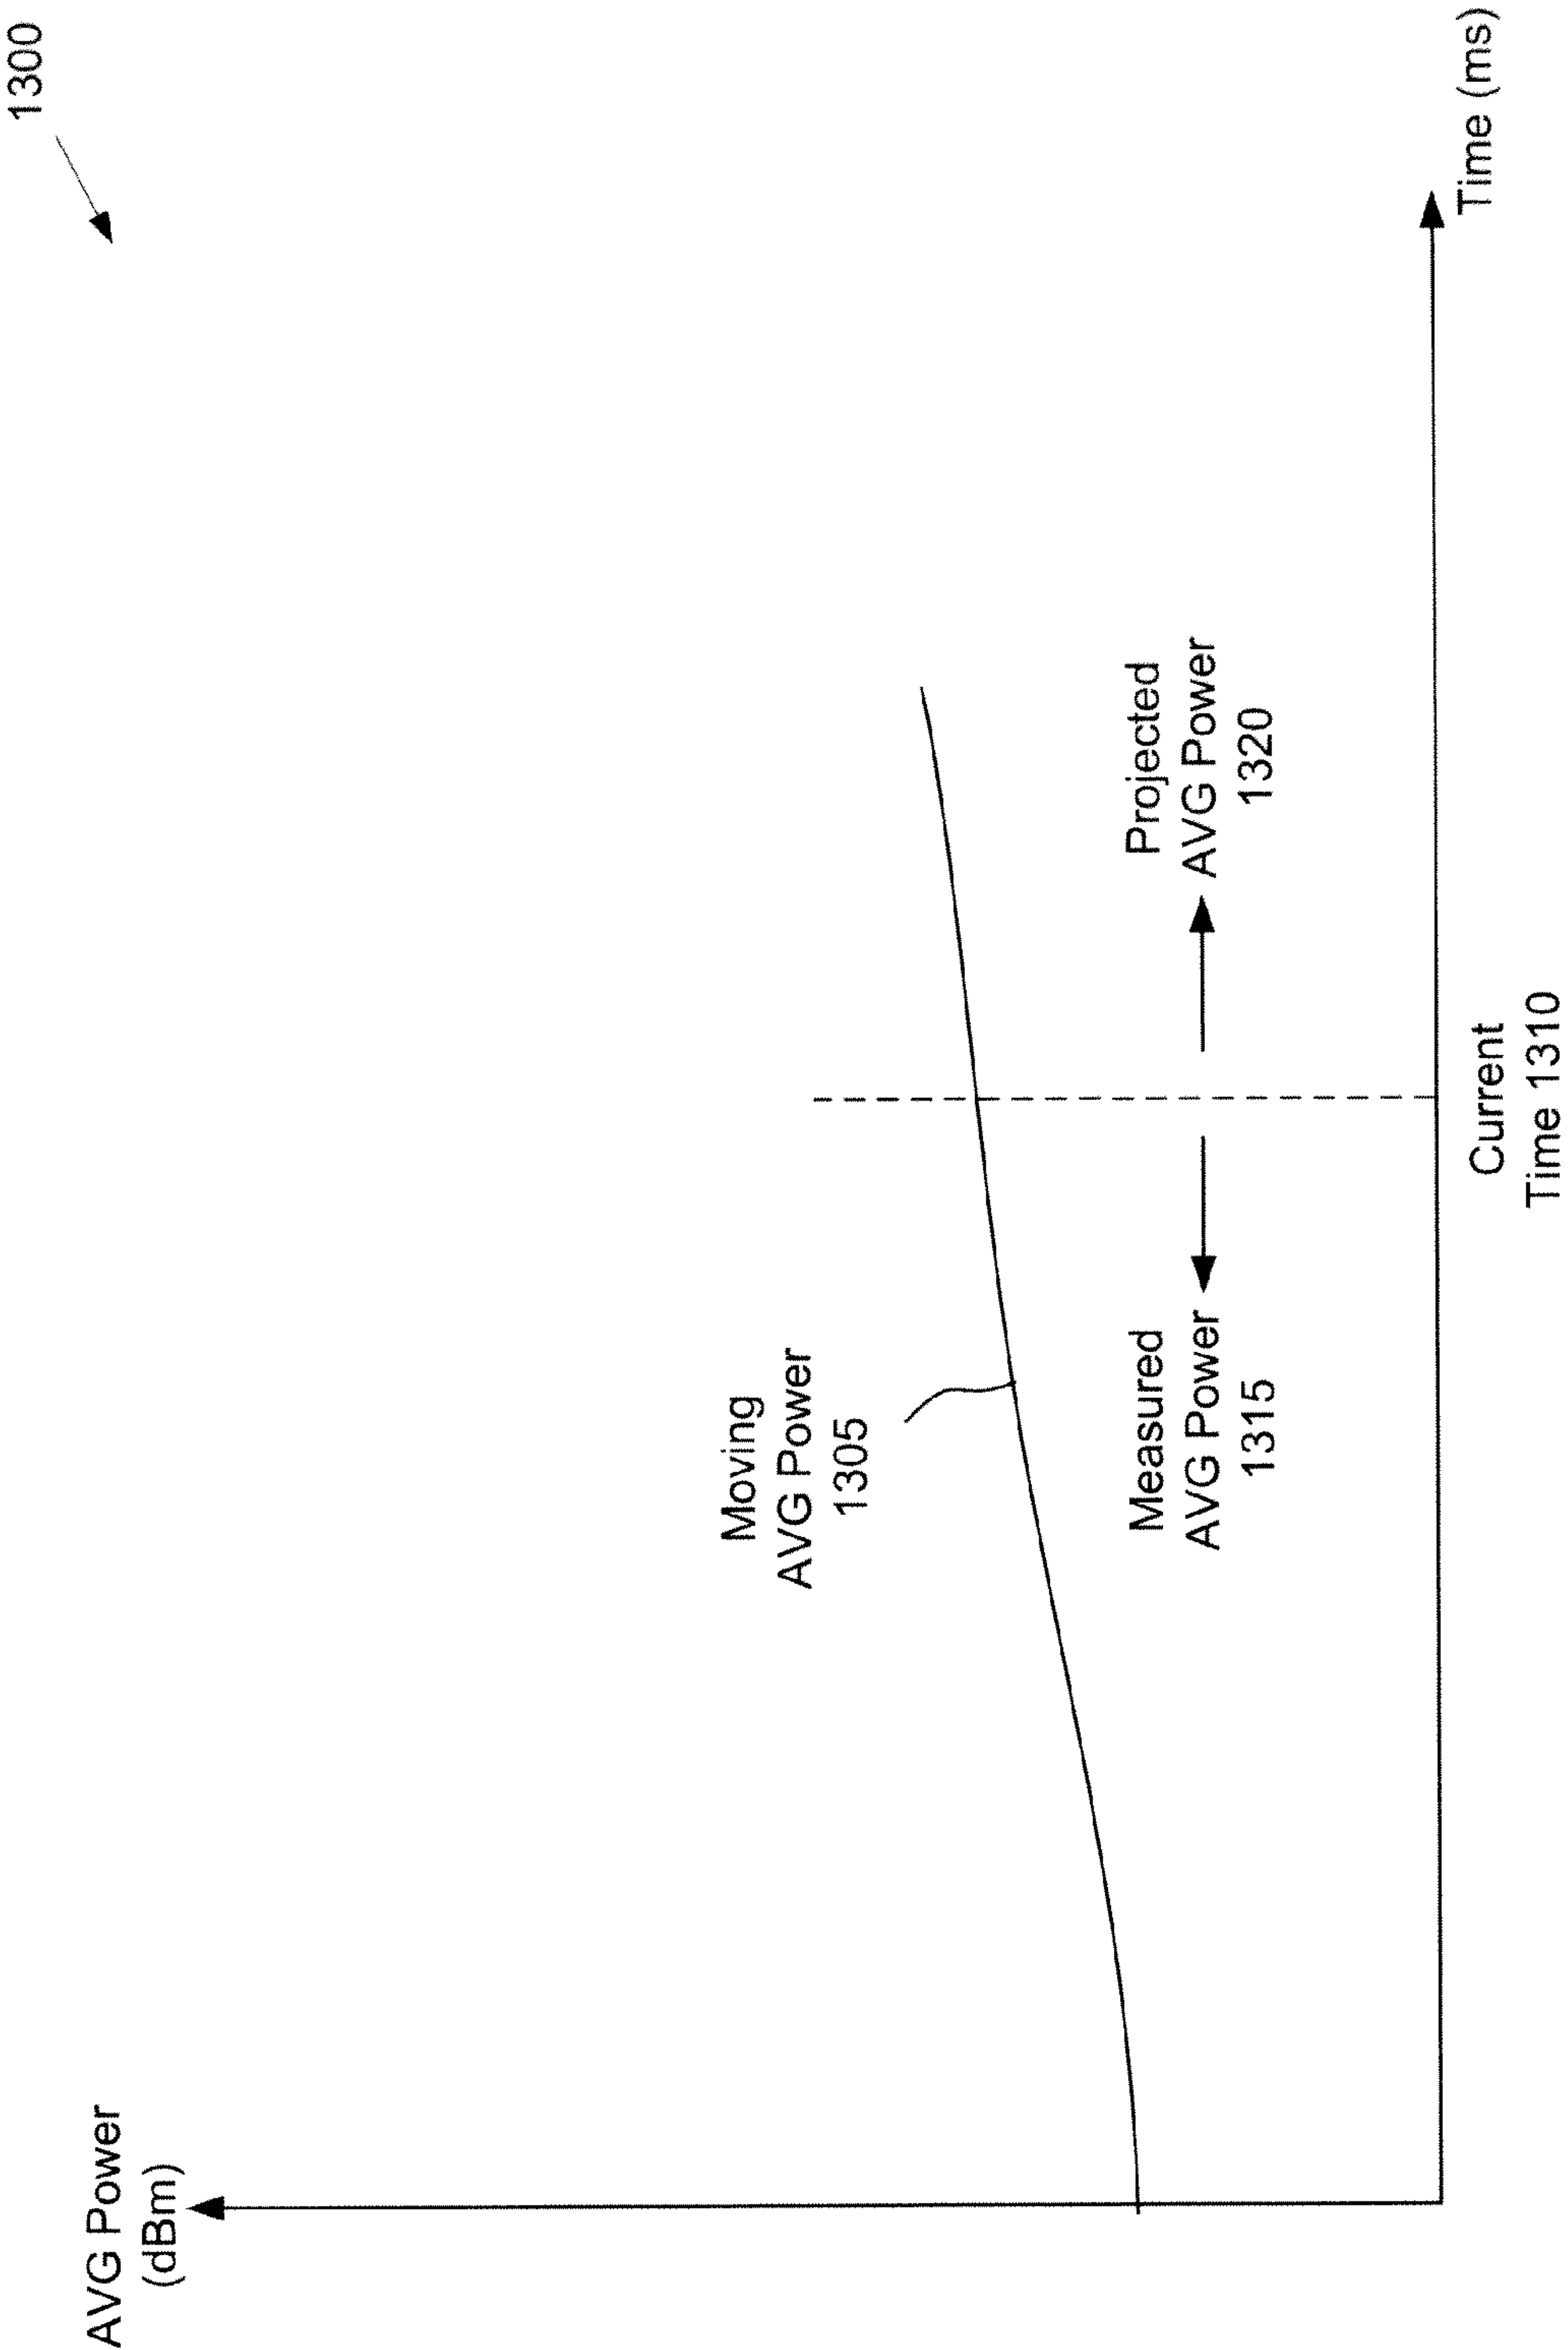 1300
AVG Power
(dBm)
Moving
AVG Power
1305
Measured
AVG Power
1315
Projected
AVG Power
1320
Current
Time 1310
Time (ms)